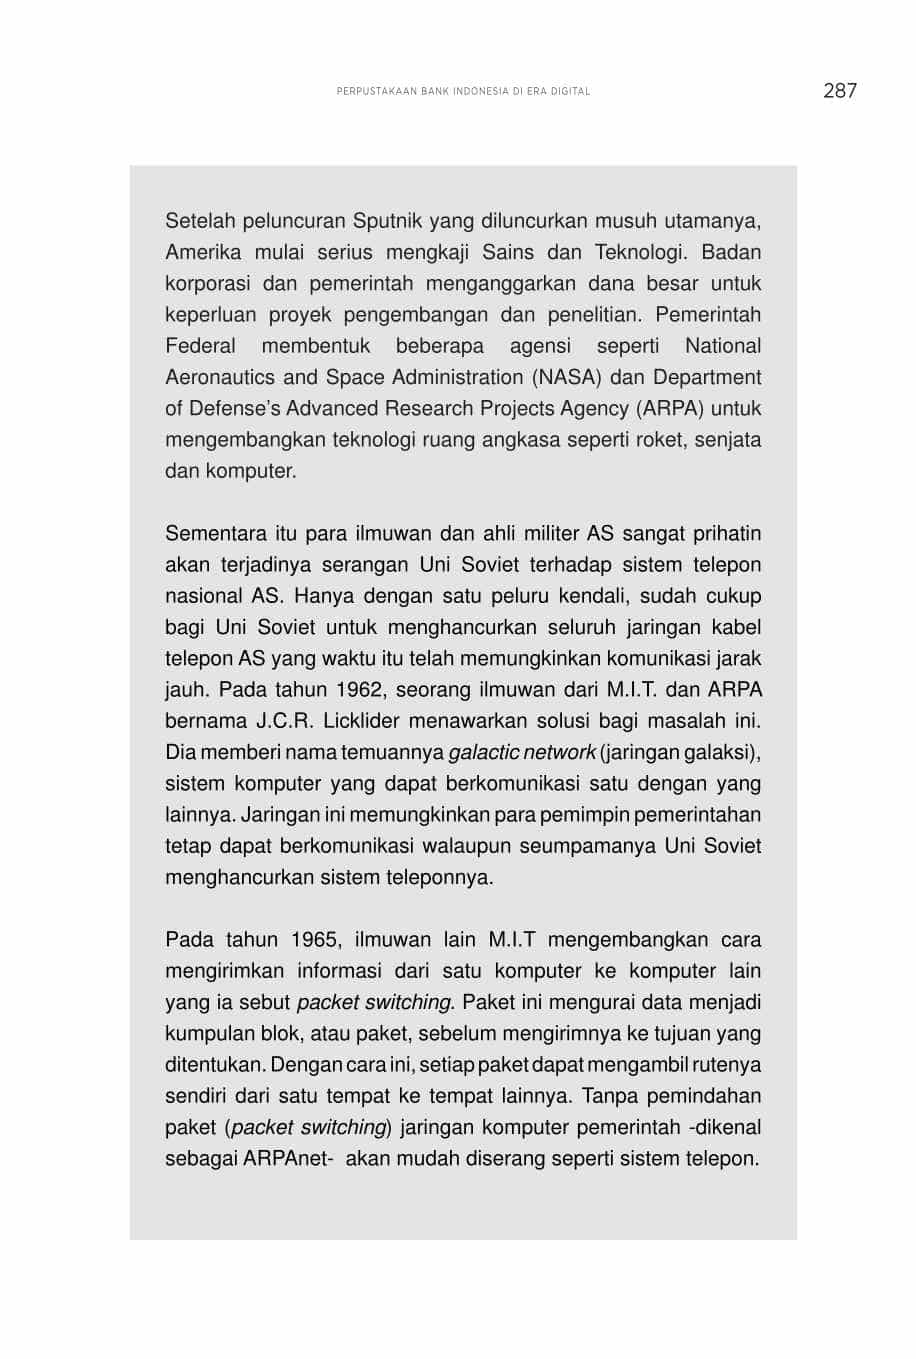 PERPUSTAKAAN BANK INDONESIA DI ERA DIGITAL
287
Setelah peluncuran Sputnik yang diluncurkan musuh utamanya,
Amerika mulai serius mengkaji Sains dan Teknologi. Badan
korporasi dan pemerintah menganggarkan dana besar untuk
keperluan proyek pengembangan dan penelitian. Pemerintah
Federal membentuk beberapa agensi seperti National
Aeronautics and Space Administration (NASA) dan Department
of Defense’s Advanced Research Projects Agency (ARPA) untuk
mengembangkan teknologi ruang angkasa seperti roket, senjata
dan komputer.
Sementara itu para ilmuwan dan ahli militer AS sangat prihatin
akan terjadinya serangan Uni Soviet terhadap sistem telepon
nasional AS. Hanya dengan satu peluru kendali, sudah cukup
bagi Uni Soviet untuk menghancurkan seluruh jaringan kabel
telepon AS yang waktu itu telah memungkinkan komunikasi jarak
jauh. Pada tahun 1962, seorang ilmuwan dari M.I.T. dan ARPA
bernama J.C.R. Licklider menawarkan solusi bagi masalah ini.
Dia memberi nama temuannya galactic network (jaringan galaksi),
sistem komputer yang dapat berkomunikasi satu dengan yang
lainnya. Jaringan ini memungkinkan para pemimpin pemerintahan
tetap dapat berkomunikasi walaupun seumpamanya Uni Soviet
menghancurkan sistem teleponnya.
Pada tahun 1965, ilmuwan lain M.I.T mengembangkan cara
mengirimkan informasi dari satu komputer ke komputer lain
yang ia sebut packet switching. Paket ini mengurai data menjadi
kumpulan blok, atau paket, sebelum mengirimnya ke tujuan yang
ditentukan. Dengan cara ini, setiap paket dapat mengambil rutenya
sendiri dari satu tempat ke tempat lainnya. Tanpa pemindahan
paket (packet switching) jaringan komputer pemerintah -dikenal
sebagai ARPAnet- akan mudah diserang seperti sistem telepon.